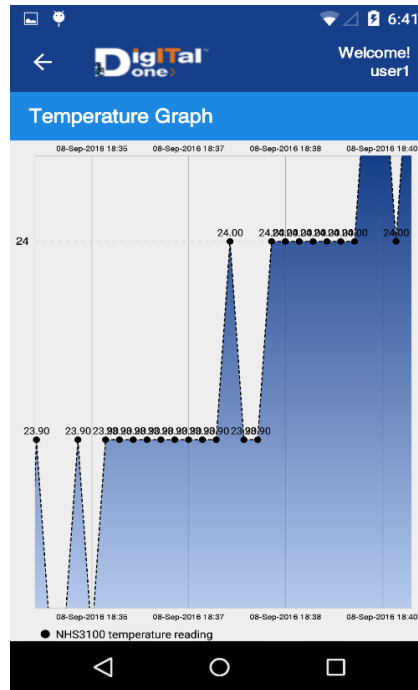 6:41
DigITal
one>
Welcome!
user1
Temperature Graph
08-Sep-2016 18:35 08-Sep-2016 18:37 08-Sep-2016 18:38 08-Sep-2016 18:40
24.00 24.00
24
23.90 23.90 23.90
08-Sep-2016 18:35 08-Sep-2016 18:37 08-Sep-2016 18:38 08-Sep-2016 18:40
NHS3100 temperature reading